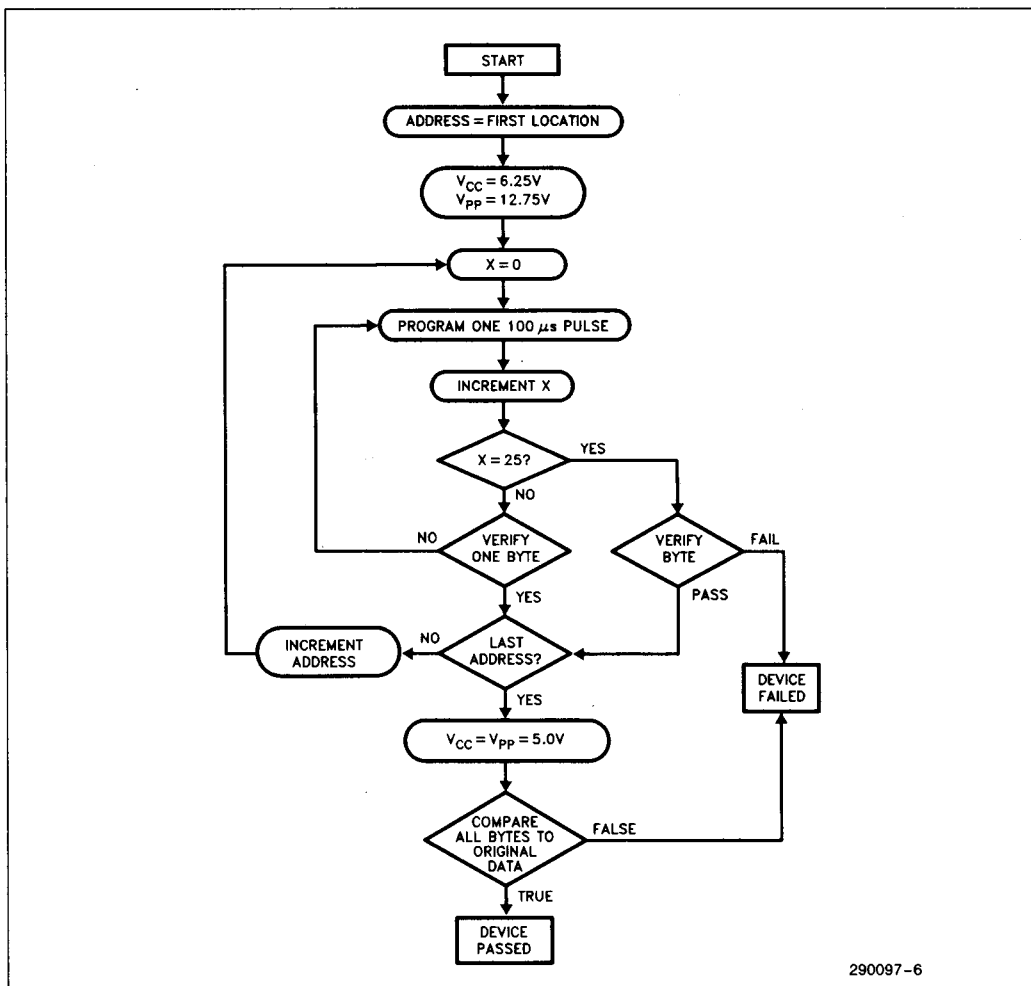 START
ADDRESS = FIRST LOCATION
VCC = 6.25V
VPP = 12.75V
X = 0
PROGRAM ONE 100 μs PULSE
INCREMENT X
X = 25?
YES
NO
NO
VERIFY
ONE BYTE
VERIFY
BYTE
FAIL
YES
PASS
INCREMENT
ADDRESS
NO
LAST
ADDRESS?
YES
DEVICE
FAILED
VCC = VPP = 5.0V
COMPARE
ALL BYTES TO
ORIGINAL
DATA
FALSE
TRUE
DEVICE
PASSED
290097-6